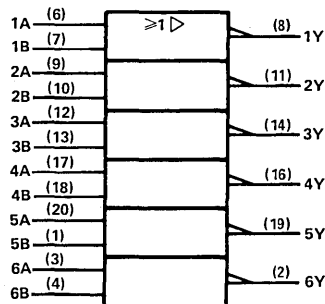 ≥1 ▷
1A (6)
1B (7)
(8) 1Y
2A (9)
2B (10)
(11) 2Y
3A (12)
3B (13)
(14) 3Y
4A (17)
4B (18)
(16) 4Y
5A (20)
5B (1)
(19) 5Y
6A (3)
6B (4)
(2) 6Y